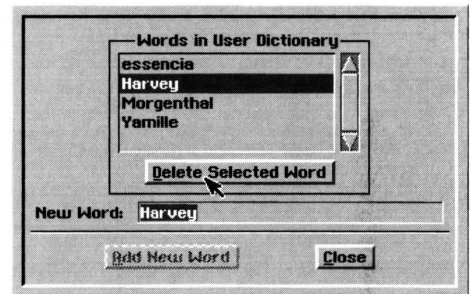 Words in User Dictionary
essencia
Harvey
Morgenthal
Yamille
Delete Selected Word
New Word: Harvey
Add New Word
Close